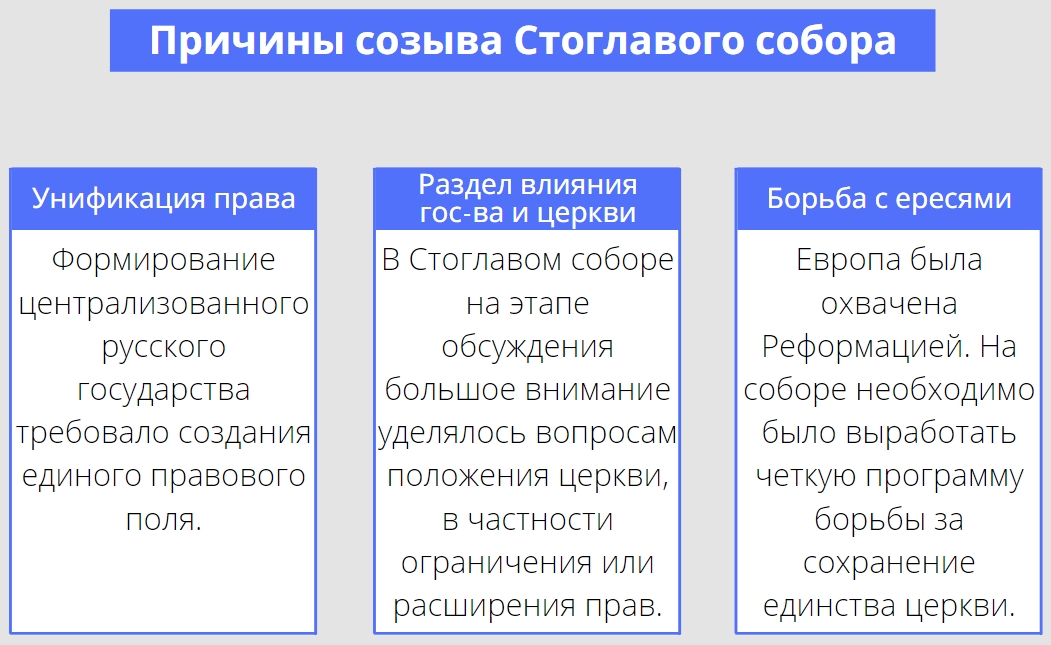 Причины созыва Стоглавого собора
Унификация права
Формирование
централизованного
русского
государства
требовало создания
единого правового
поля.
Раздел влияния
гос-ва и церкви
В Стоглавом соборе
на этапе
обсуждения
большое внимание
уделялось вопросам
положения церкви,
в частности
ограничения или
расширения прав.
Борьба с ересями
Европа была
охвачена
Реформацией. На
соборе необходимо
было выработать
четкую программу
борьбы за
сохранение
единства церкви.